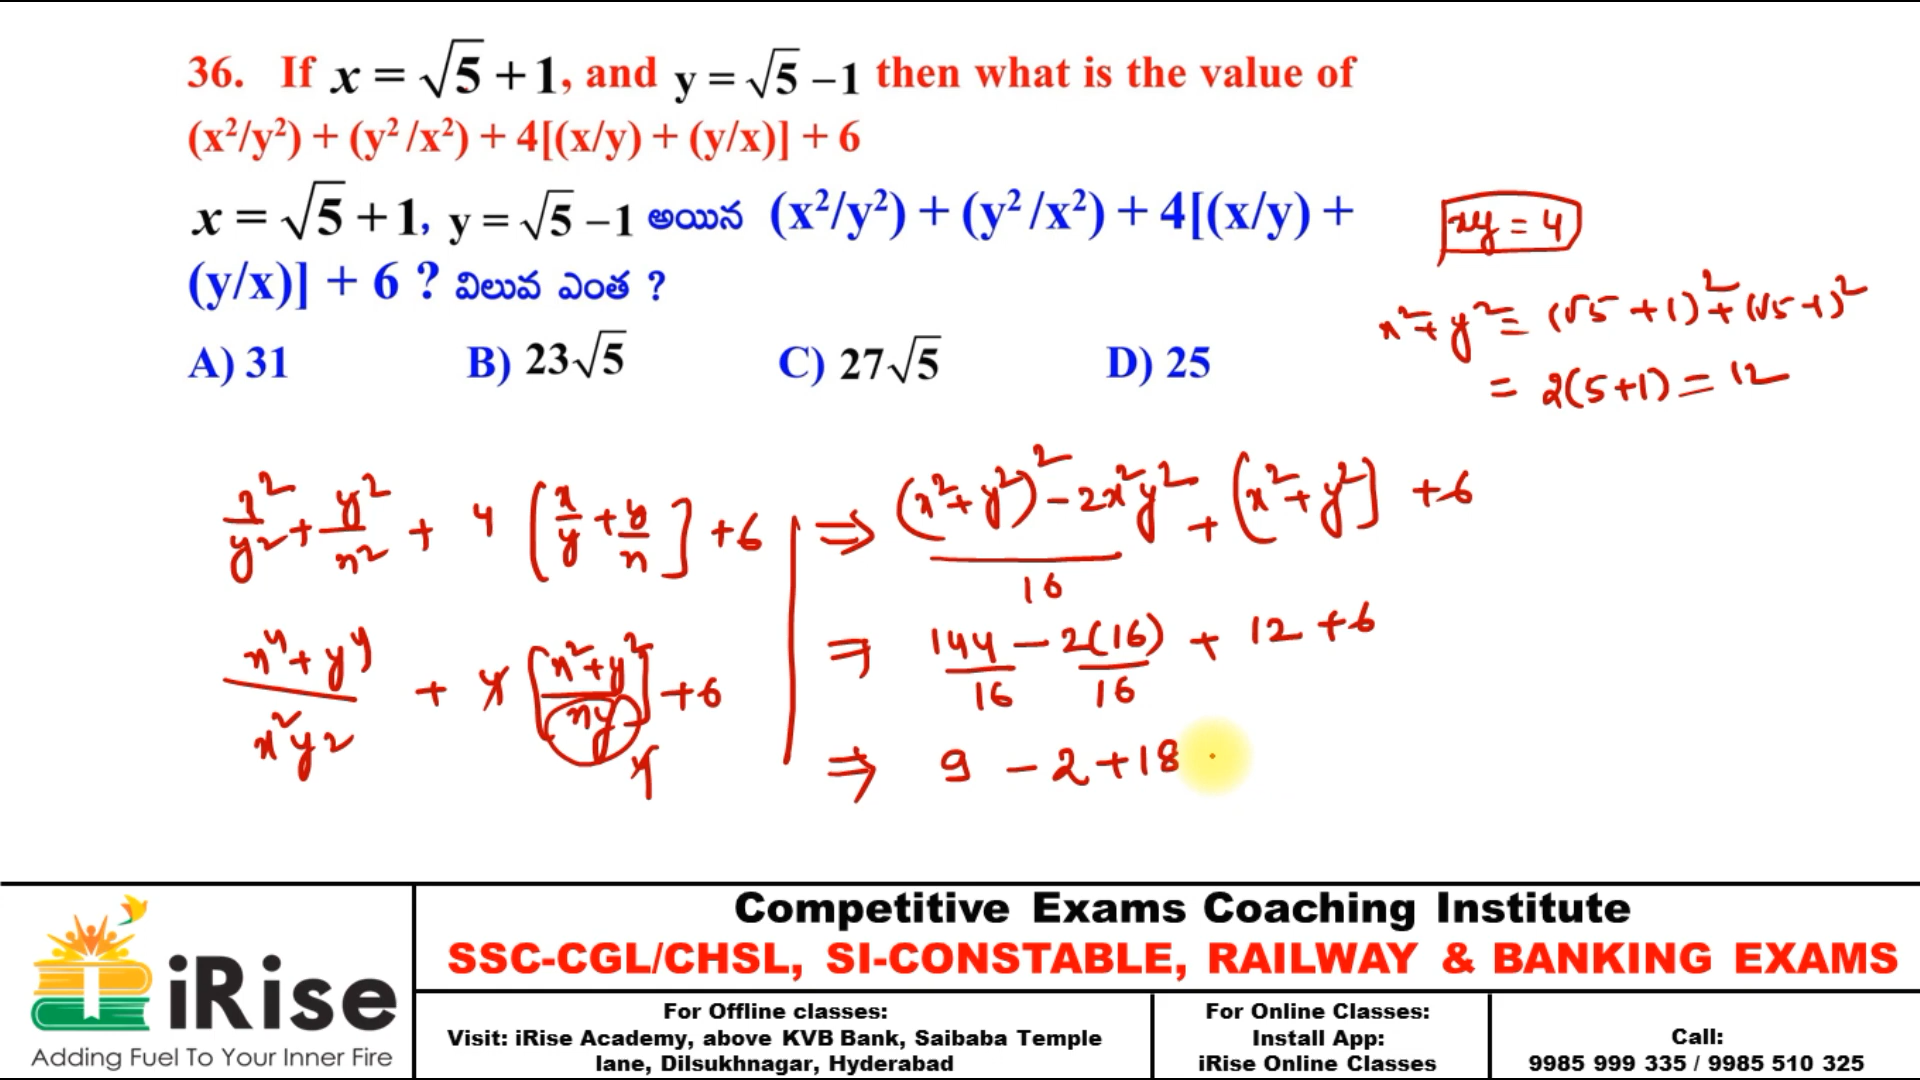 36. If x = √5 + 1, and y = √5 – 1 then what is the value of
(x²/y²) + (y²/x²) + 4[(x/y) + (y/x)] + 6
x = √5 + 1, y = √5 – 1 అయిన (x²/y²) + (y²/x²) + 4[(x/y) +
(y/x)] + 6 ? విలువ ఎంత ?
A) 31 B) 23√5 C) 27√5 D) 25
xy = 4
x² + y² = (√5 + 1)² + (√5 - 1)²
= 2(5+1) = 12
x²/y² + y²/x² + 4 [x/y + y/x] + 6
x⁴ + y⁴ / x²y² + 4 [x² + y² / xy] + 6
4
⇒ (x² + y²)² - 2x²y² / 16 + [x² + y²] + 6
⇒ 144/16 - 2(16)/16 + 12 + 6
⇒ 9 - 2 + 18
iRise
Adding Fuel To Your Inner Fire
Competitive Exams Coaching Institute
SSC-CGL/CHSL, SI-CONSTABLE, RAILWAY & BANKING EXAMS
For Offline classes:
Visit: iRise Academy, above KVB Bank, Saibaba Temple
lane, Dilsukhnagar, Hyderabad
For Online Classes:
Install App:
iRise Online Classes
Call:
9985 999 335 / 9985 510 325